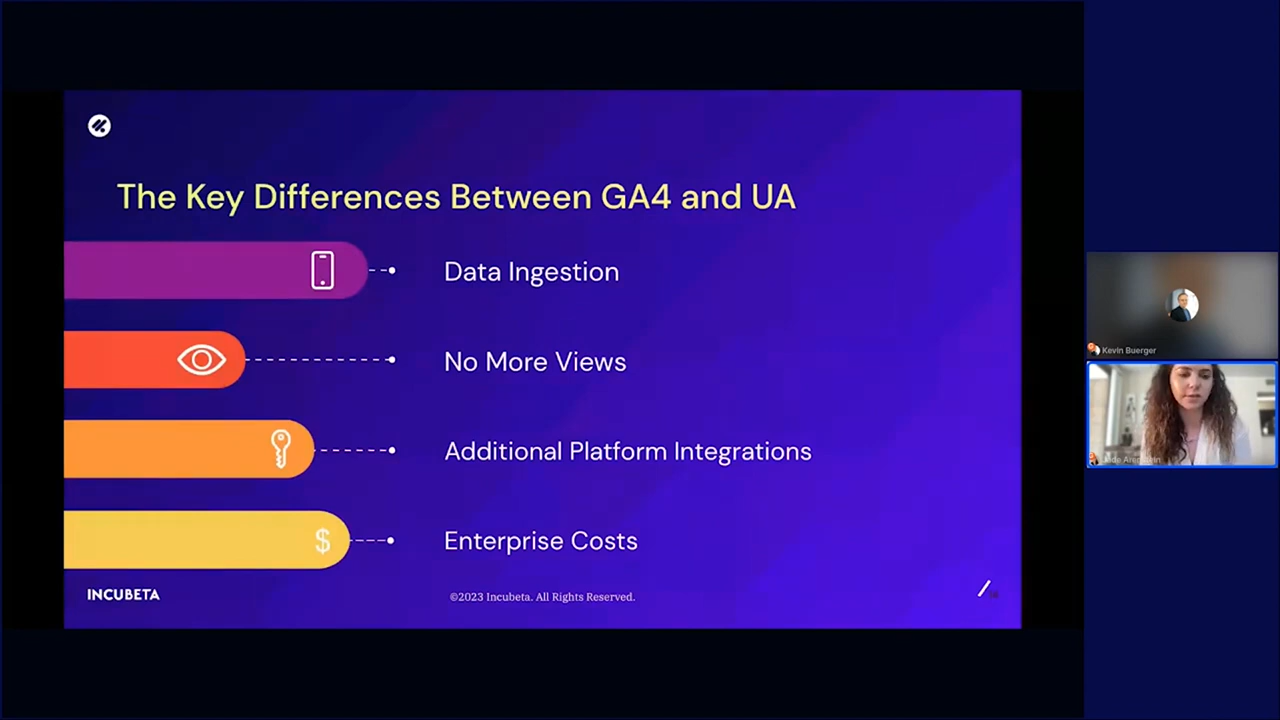 The Key Differences Between GA4 and UA
Data Ingestion
No More Views
Additional Platform Integrations
$
Enterprise Costs
INCUBETA
©2023 Incubeta. All Rights Reserved.
Kevin Buerger